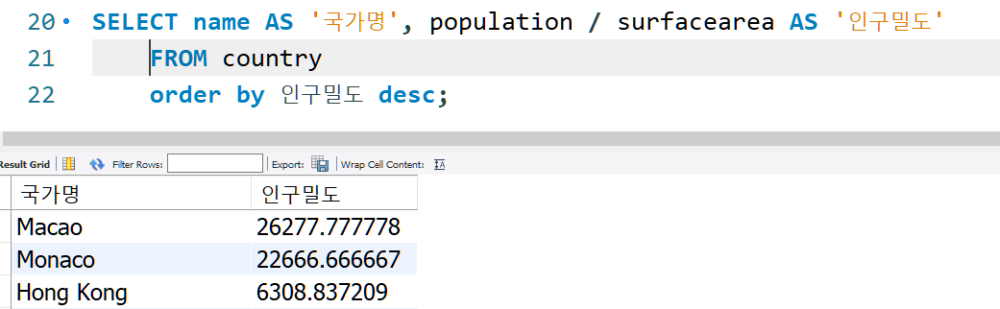 20 SELECT name AS '국가명', population / surfacearea AS '인구밀도'
21 FROM country
22 order by 인구밀도 desc;
Result Grid Filter Rows: Export: Wrap Cell Content: IA
국가명 인구밀도
Macao 26277.777778
Monaco 22666.666667
Hong Kong 6308.837209